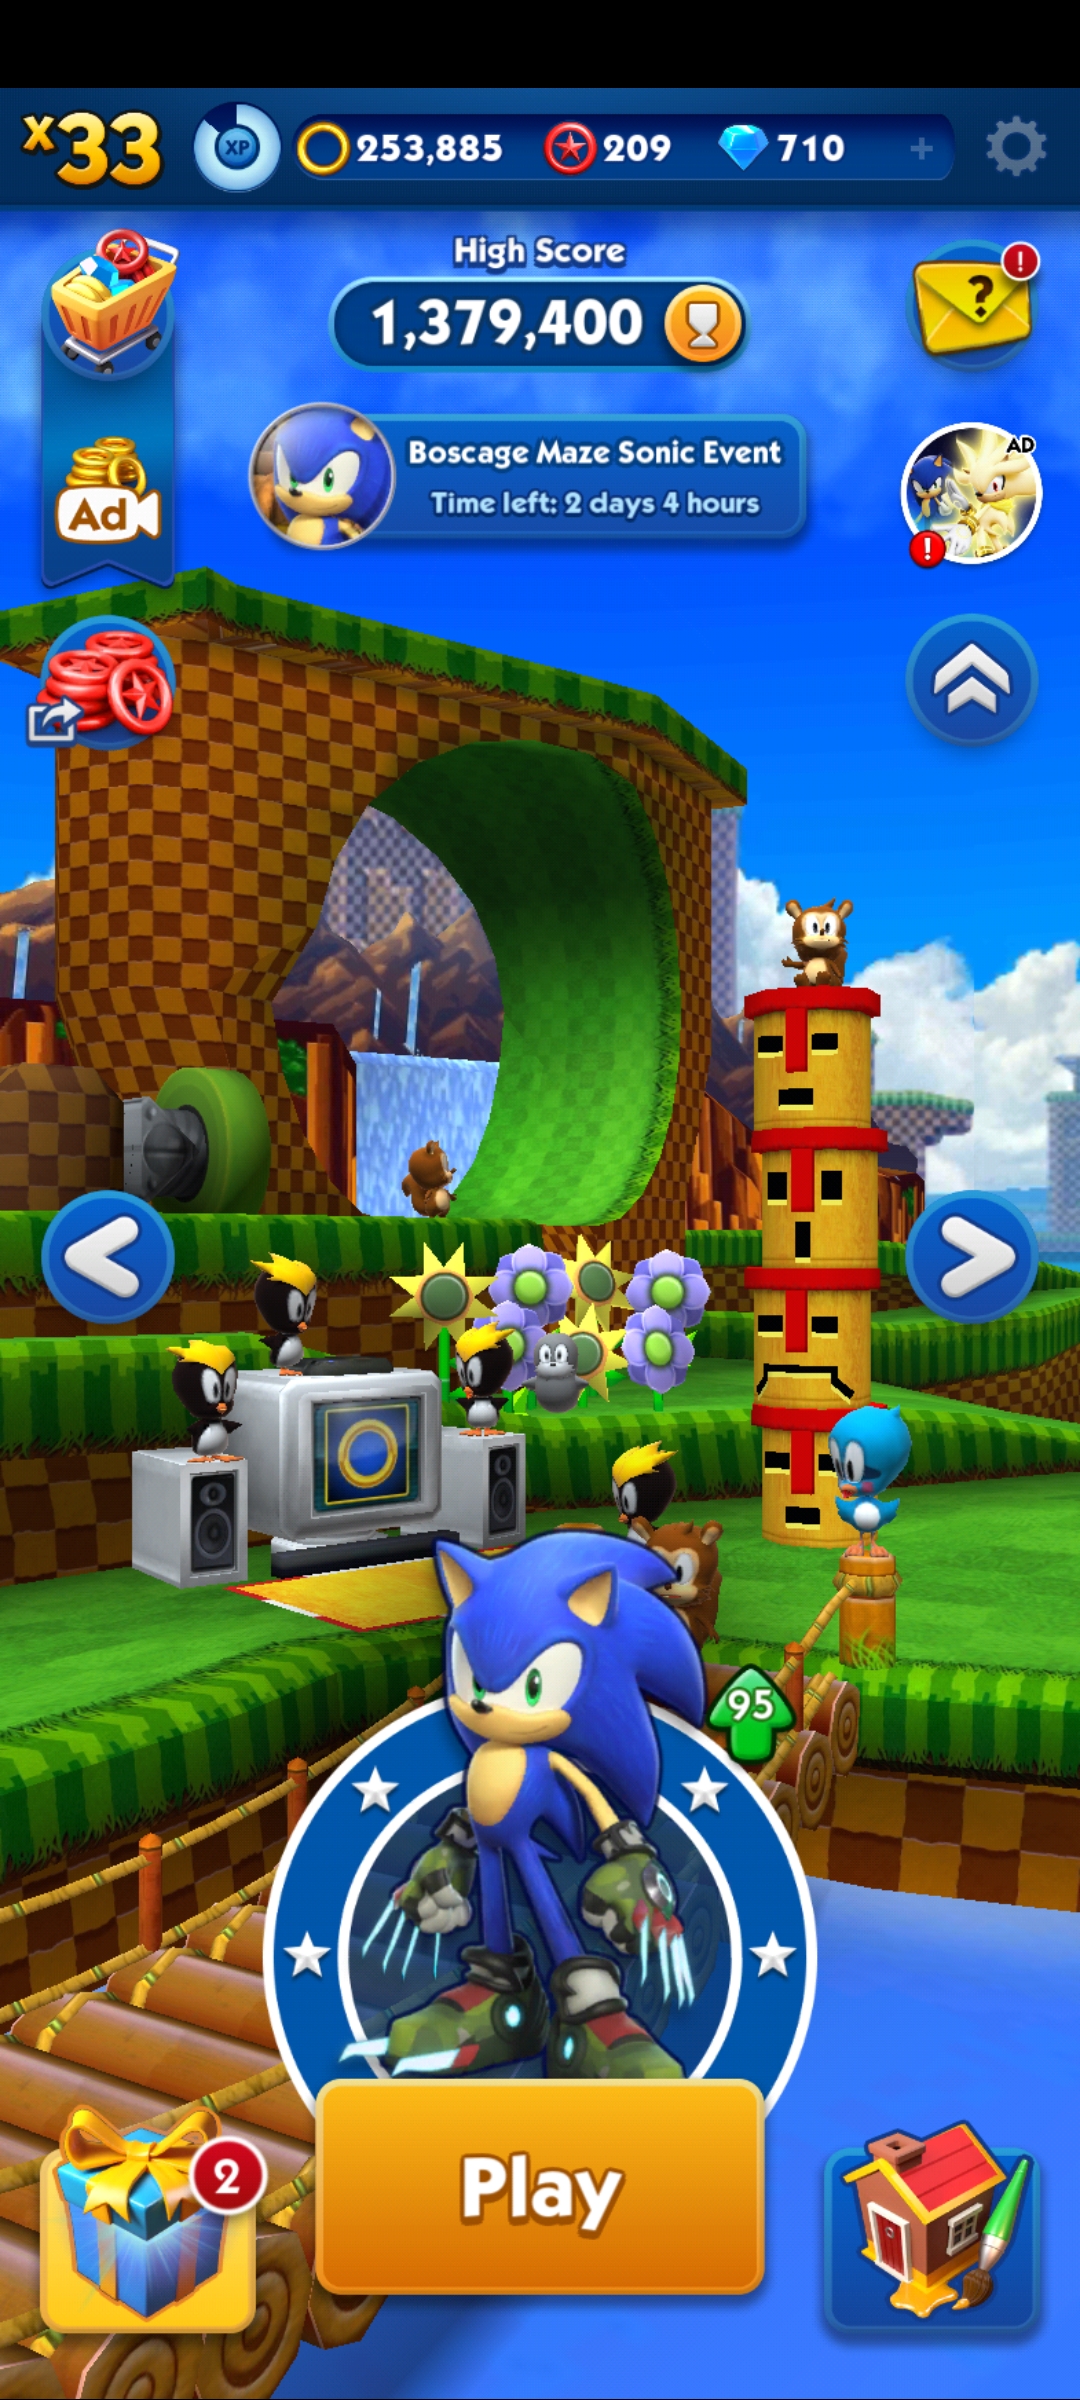 x33
XP
253,885
209
710
+
High Score
1,379,400
?
!
Boscage Maze Sonic Event
Time left: 2 days 4 hours
AD
!
Ad
95
2
Play